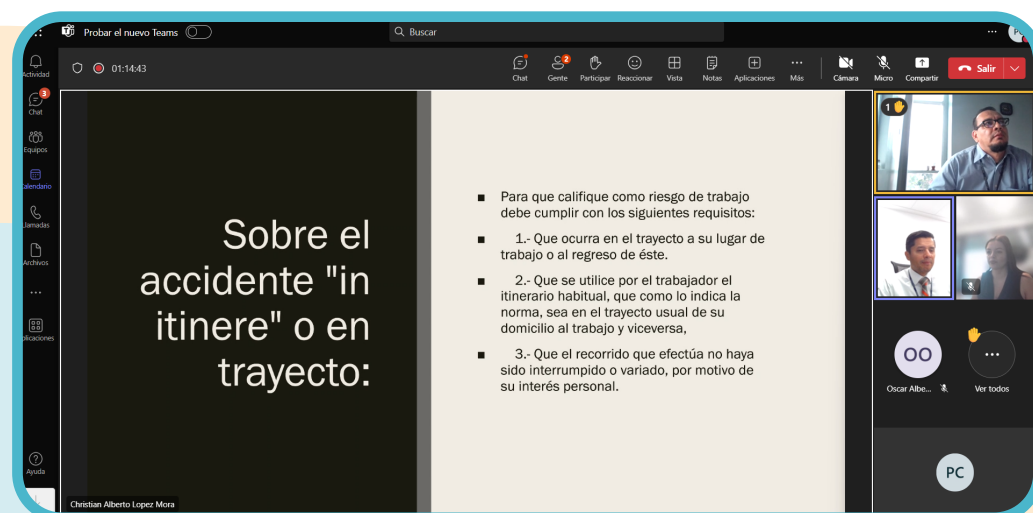 Probar el nuevo Teams
Buscar
PC
Actividad
01:14:43
2
Chat
Gente
Participar
Reaccionar
Vista
Notas
Aplicaciones
Más
Cámara
Micro
Compartir
Salir
3
Chat
Equipos
Calendario
Llamadas
Archivos
Aplicaciones
Ayuda
Sobre el
accidente "in
itinere" o en
trayecto:
Para que califique como riesgo de trabajo
debe cumplir con los siguientes requisitos:
1.- Que ocurra en el trayecto a su lugar de
trabajo o al regreso de éste.
2.- Que se utilice por el trabajador el
itinerario habitual, que como lo indica la
norma, sea en el trayecto usual de su
domicilio al trabajo y viceversa,
3.- Que el recorrido que efectúa no haya
sido interrumpido o variado, por motivo de
su interés personal.
Christian Alberto Lopez Mora
1
OO
Oscar Albe...
Ver todos
PC